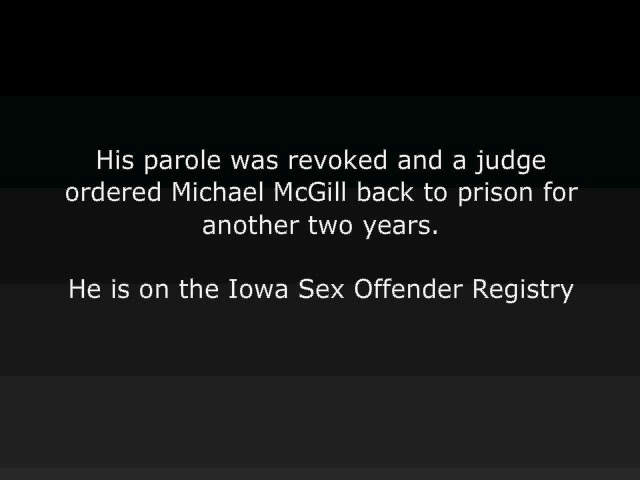 His parole was revoked and a judge
ordered Michael McGill back to prison for
another two years.
He is on the Iowa Sex Offender Registry